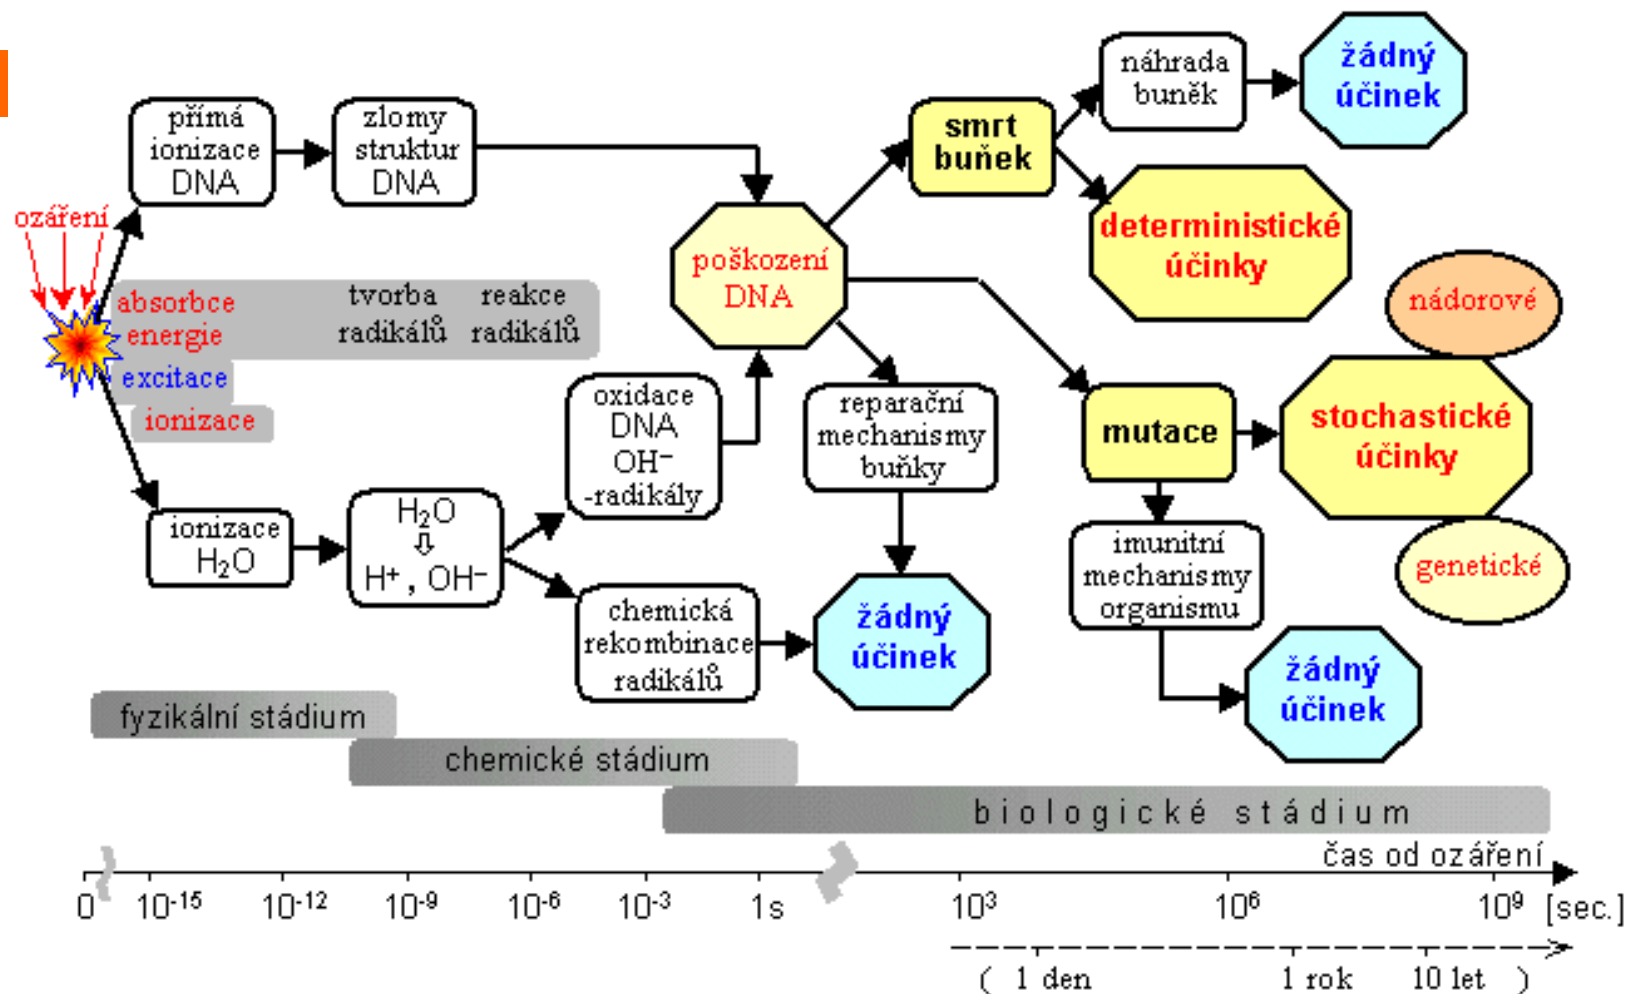 ozáření
přímá
ionizace
DNA
zlomy
struktur
DNA
absorbce
energie
tvorba
radikálů
reakce
radikálů
excitace
ionizace
ionizace
H₂O
H₂O
⇩
H⁺, OH⁻
oxidace
DNA
OH⁻
-radikály
chemická
rekombinace
radikálů
žádný
účinek
poškození
DNA
reparační
mechanismy
buňky
smrt
buňek
náhrada
buněk
žádný
účinek
deterministické
účinky
mutace
stochastické
účinky
nádorové
genetické
imunitní
mechanismy
organismu
žádný
účinek
fyzikální stádium
chemické stádium
biologické stádium
čas od ozáření
0 10⁻¹⁵ 10⁻¹² 10⁻⁹ 10⁻⁶ 10⁻³ 1s 10³ 10⁶ 10⁹ [sec.]
( 1 den 1 rok 10 let )